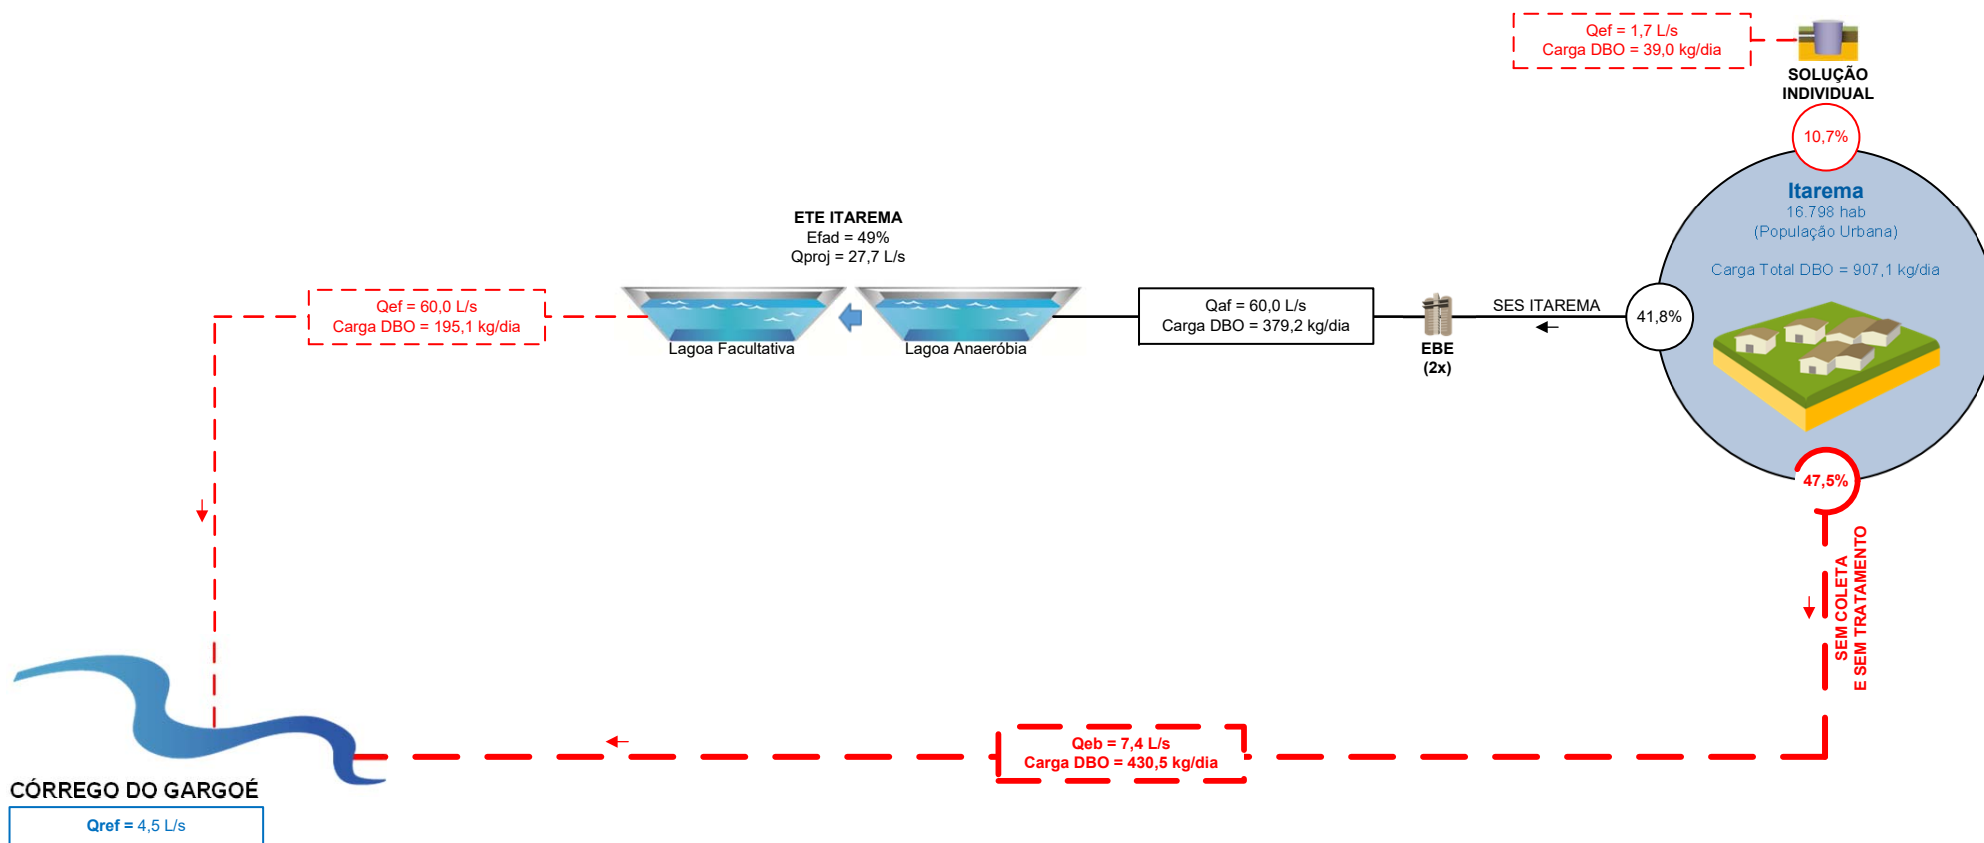 Qef = 1,7 L/s
Carga DBO = 39,0 kg/dia
SOLUÇÃO
INDIVIDUAL
10,7%
Itarema
16.798 hab
(População Urbana)
Carga Total DBO = 907,1 kg/dia
ETE ITAREMA
Efad = 49%
Qproj = 27,7 L/s
Qef = 60,0 L/s
Carga DBO = 195,1 kg/dia
Lagoa Facultativa
Lagoa Anaeróbia
Qaf = 60,0 L/s
Carga DBO = 379,2 kg/dia
EBE
(2x)
SES ITAREMA
41,8%
47,5%
SEM COLETA
E SEM TRATAMENTO
Qeb = 7,4 L/s
Carga DBO = 430,5 kg/dia
CÓRREGO DO GARGOÉ
Qref = 4,5 L/s